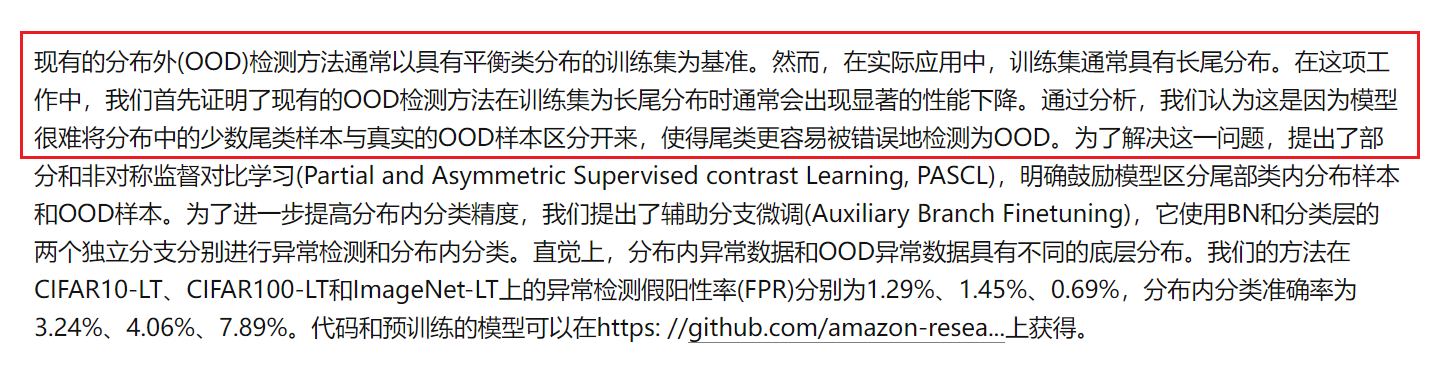 现有的分布外(OOD)检测方法通常以具有平衡类分布的训练集为基准。然而，在实际应用中，训练集通常具有长尾分布。在这项工
作中，我们首先证明了现有的OOD检测方法在训练集为长尾分布时通常会出现显著的性能下降。通过分析，我们认为这是因为模型
很难将分布中的少数尾类样本与真实的OOD样本区分开来，使得尾类更容易被错误地检测为OOD。为了解决这一问题，提出了部
分和非对称监督对比学习(Partial and Asymmetric Supervised contrast Learning, PASCL)，明确鼓励模型区分尾部类内分布样本
和OOD样本。为了进一步提高分布内分类精度，我们提出了辅助分支微调(Auxiliary Branch Finetuning)，它使用BN和分类层的
两个独立分支分别进行异常检测和分布内分类。直觉上，分布内异常数据和OOD异常数据具有不同的底层分布。我们的方法在
CIFAR10-LT、CIFAR100-LT和ImageNet-LT上的异常检测假阳性率(FPR)分别为1.29%、1.45%、0.69%，分布内分类准确率为
3.24%、4.06%、7.89%。代码和预训练的模型可以在https: //github.com/amazon-resea...上获得。